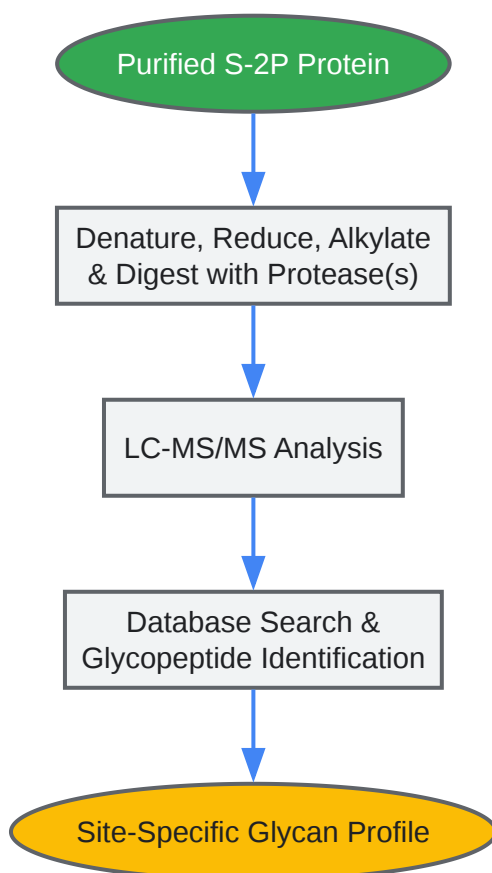 Purified S-2P Protein
Denature, Reduce, Alkylate
& Digest with Protease(s)
LC-MS/MS Analysis
Database Search &
Glycopeptide Identification
Site-Specific Glycan Profile